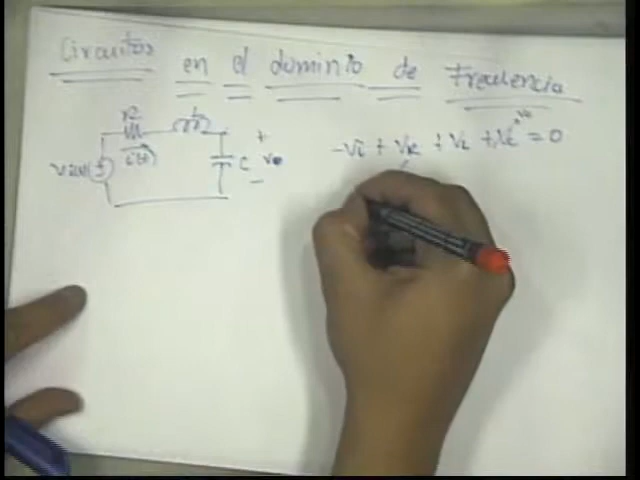 Circuitos en el dominio de frecuencia
R L
-Vi + VR + VL + Vc = 0
i(t)
C Vo
+
-